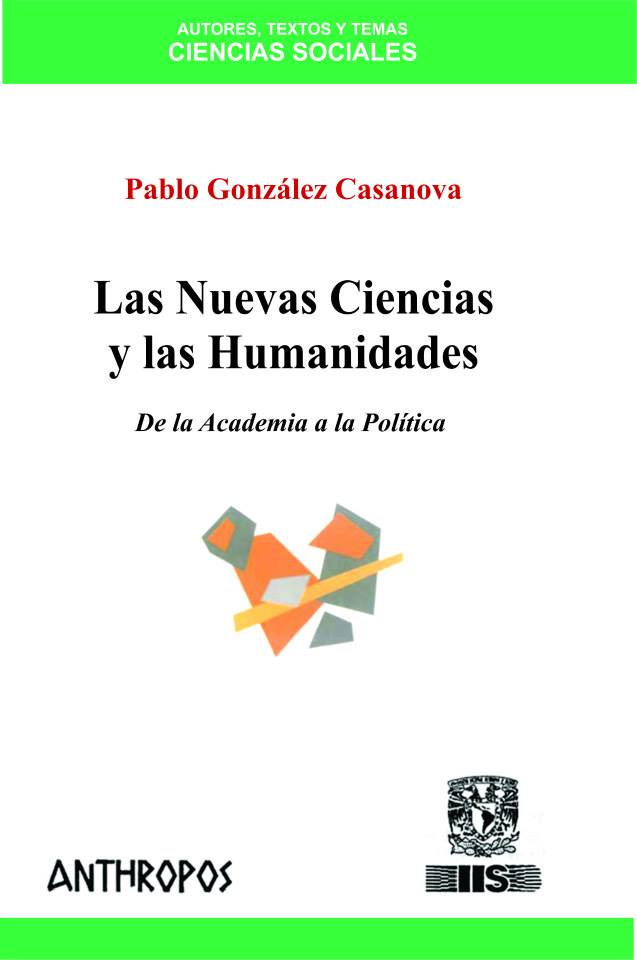 AUTORES, TEXTOS Y TEMAS
CIENCIAS SOCIALES
Pablo González Casanova
Las Nuevas Ciencias
y las Humanidades
De la Academia a la Política
ANTHROPOS
IIS